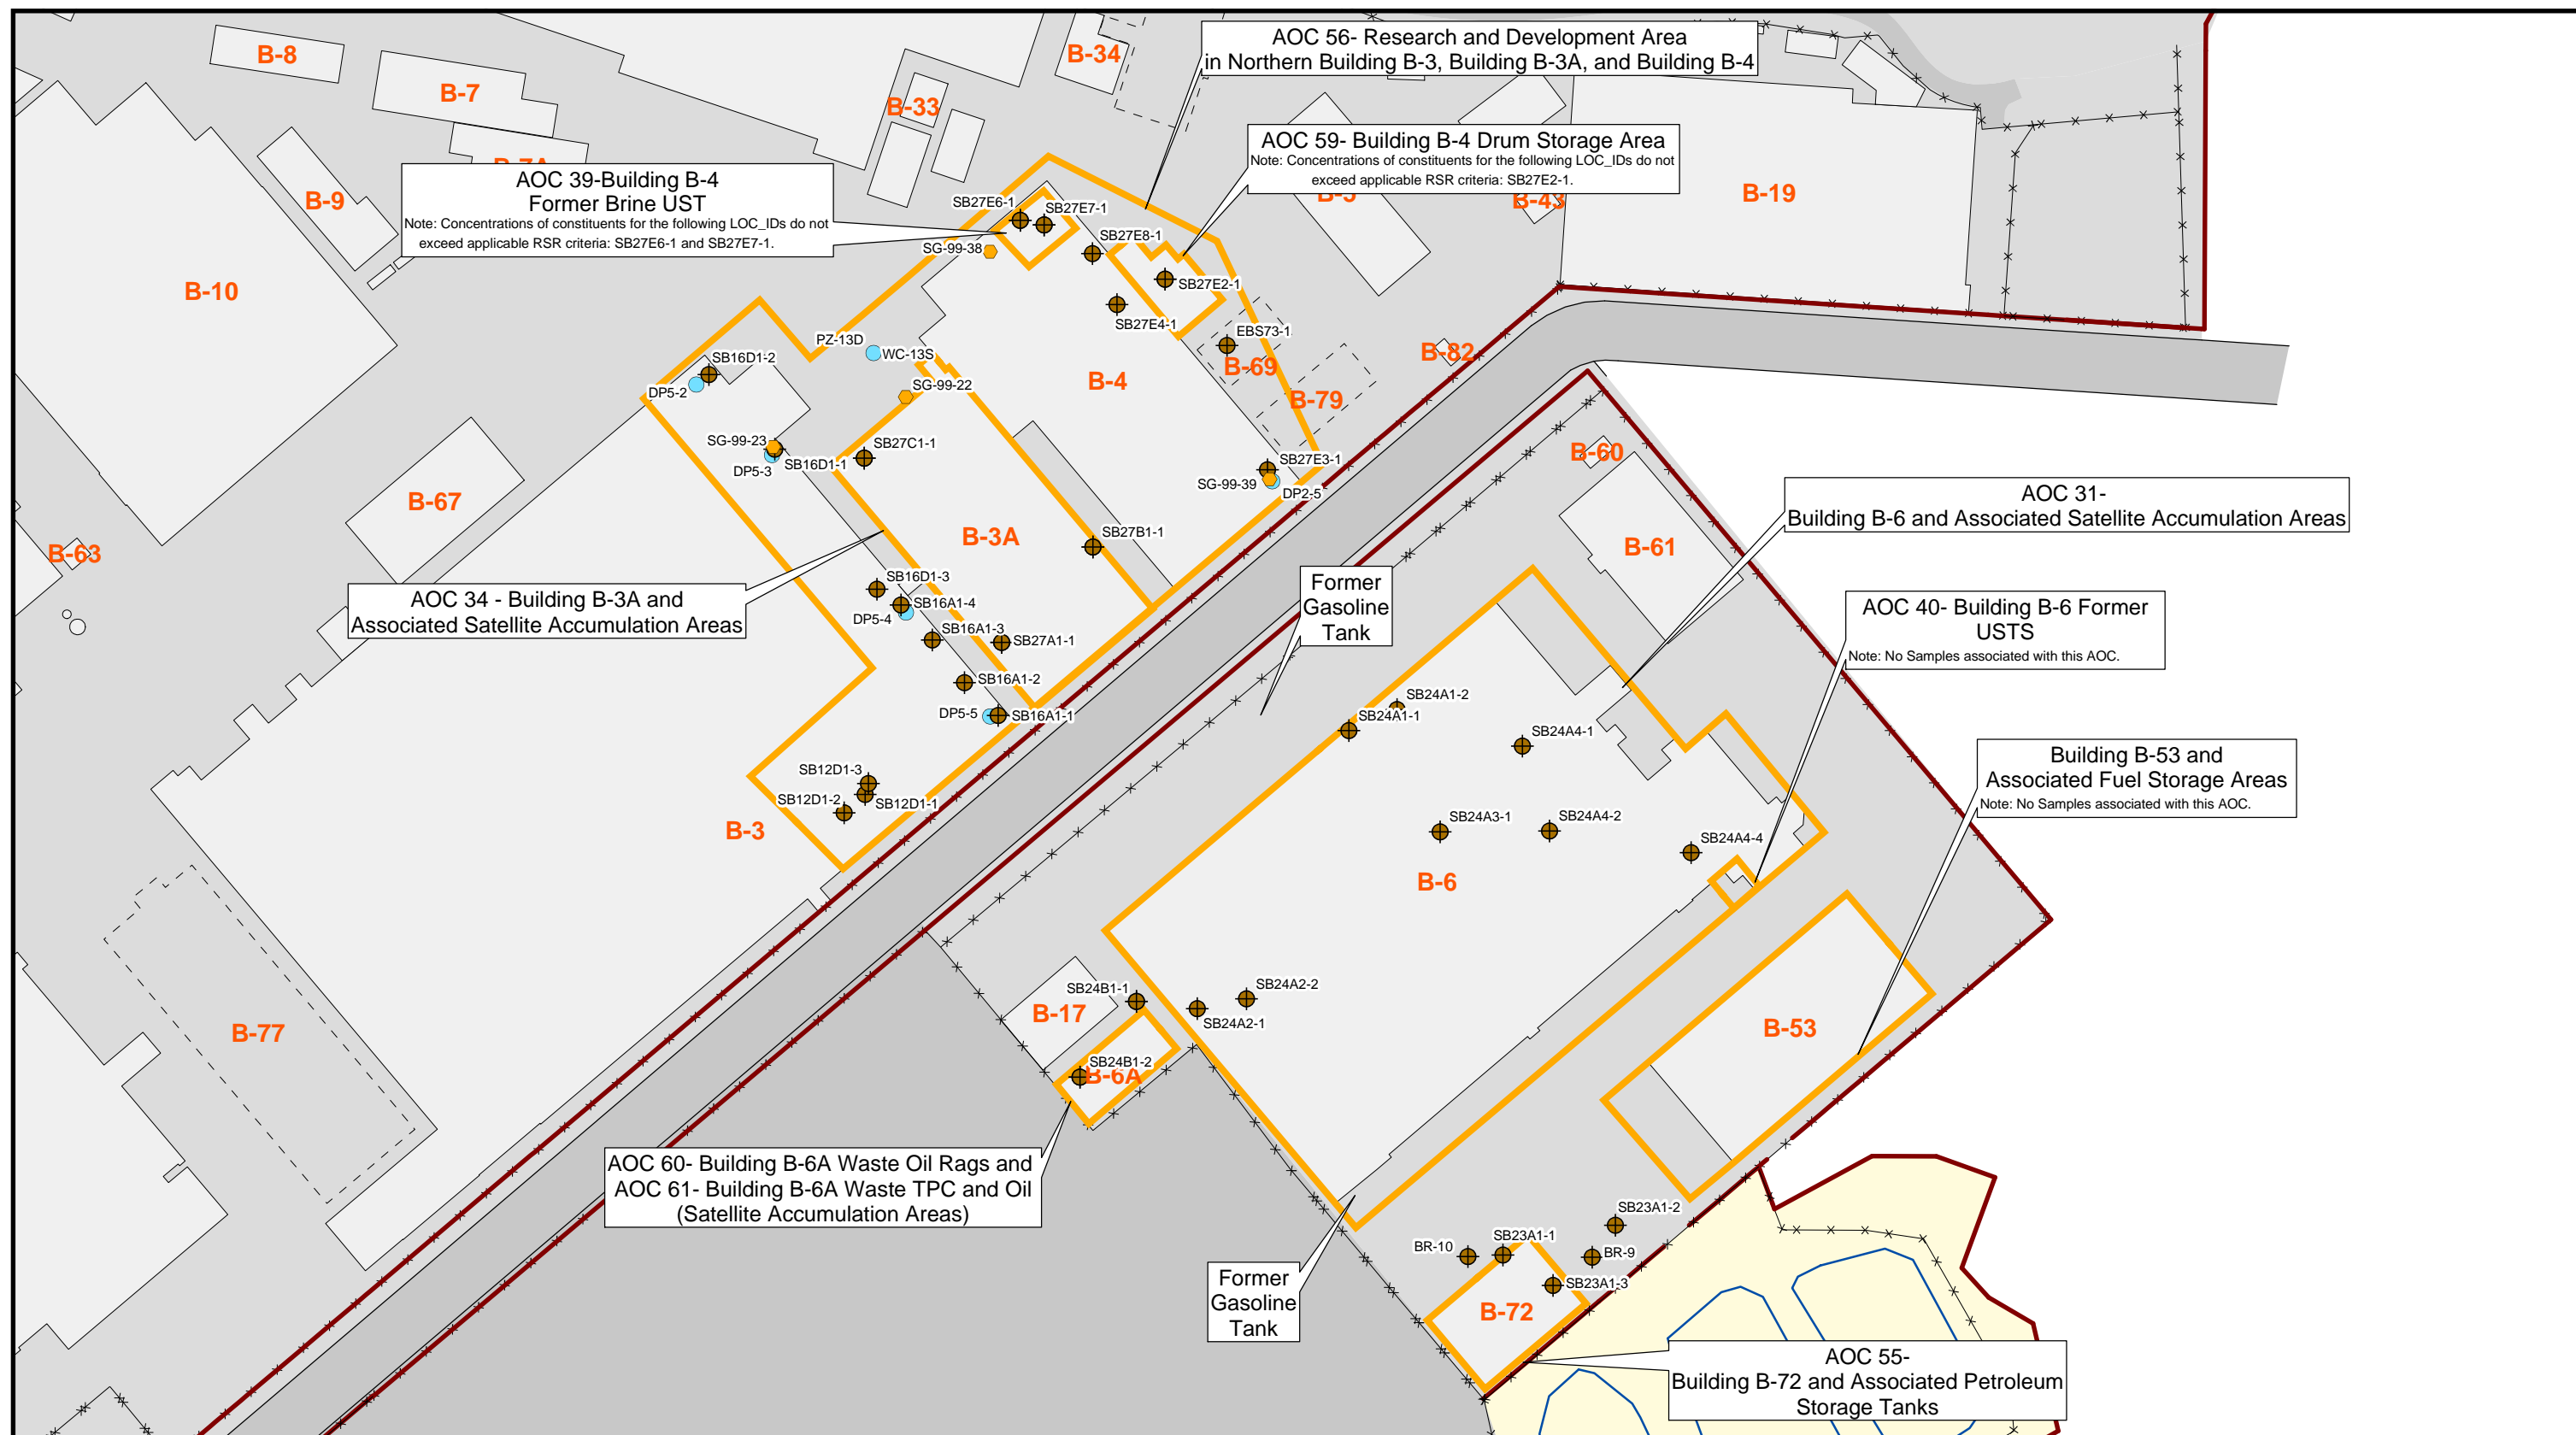 AOC 56- Research and Development Area
in Northern Building B-3, Building B-3A, and Building B-4
B-8
B-34
B-7
B-33
AOC 59- Building B-4 Drum Storage Area
Note: Concentrations of constituents for the following LOC_IDs do not
exceed applicable RSR criteria: SB27E2-1.
B-7A
AOC 39-Building B-4
Former Brine UST
Note: Concentrations of constituents for the following LOC_IDs do not
exceed applicable RSR criteria: SB27E6-1 and SB27E7-1.
B-9
B-43
B-19
SB27E6-1
SB27E7-1
SB27E8-1
SG-99-38
SB27E2-1
B-10
SB27E4-1
EBS73-1
PZ-13D
WC-13S
SB16D1-2
B-82
B-69
DP5-2
SG-99-22
B-4
B-79
SG-99-23
SB27C1-1
B-60
DP5-3
SB16D1-1
SB27E3-1
SG-99-39
DP2-5
B-67
AOC 31-
Building B-6 and Associated Satellite Accumulation Areas
B-63
B-3A
SB27B1-1
B-61
SB16D1-3
AOC 34 - Building B-3A and
Associated Satellite Accumulation Areas
SB16A1-4
DP5-4
SB16A1-3
SB27A1-1
Former
Gasoline
Tank
AOC 40- Building B-6 Former
USTS
Note: No Samples associated with this AOC.
SB16A1-2
DP5-5
SB16A1-1
SB24A1-2
SB24A1-1
SB24A4-1
Building B-53 and
Associated Fuel Storage Areas
Note: No Samples associated with this AOC.
SB12D1-3
SB12D1-2
SB12D1-1
B-3
SB24A3-1
SB24A4-2
SB24A4-4
B-6
SB24B1-1
SB24A2-2
B-17
SB24A2-1
B-77
B-53
SB24B1-2
B-6A
AOC 60- Building B-6A Waste Oil Rags and
AOC 61- Building B-6A Waste TPC and Oil
(Satellite Accumulation Areas)
SB23A1-2
SB23A1-1
BR-10
BR-9
SB23A1-3
Former
Gasoline
Tank
B-72
AOC 55-
Building B-72 and Associated Petroleum
Storage Tanks